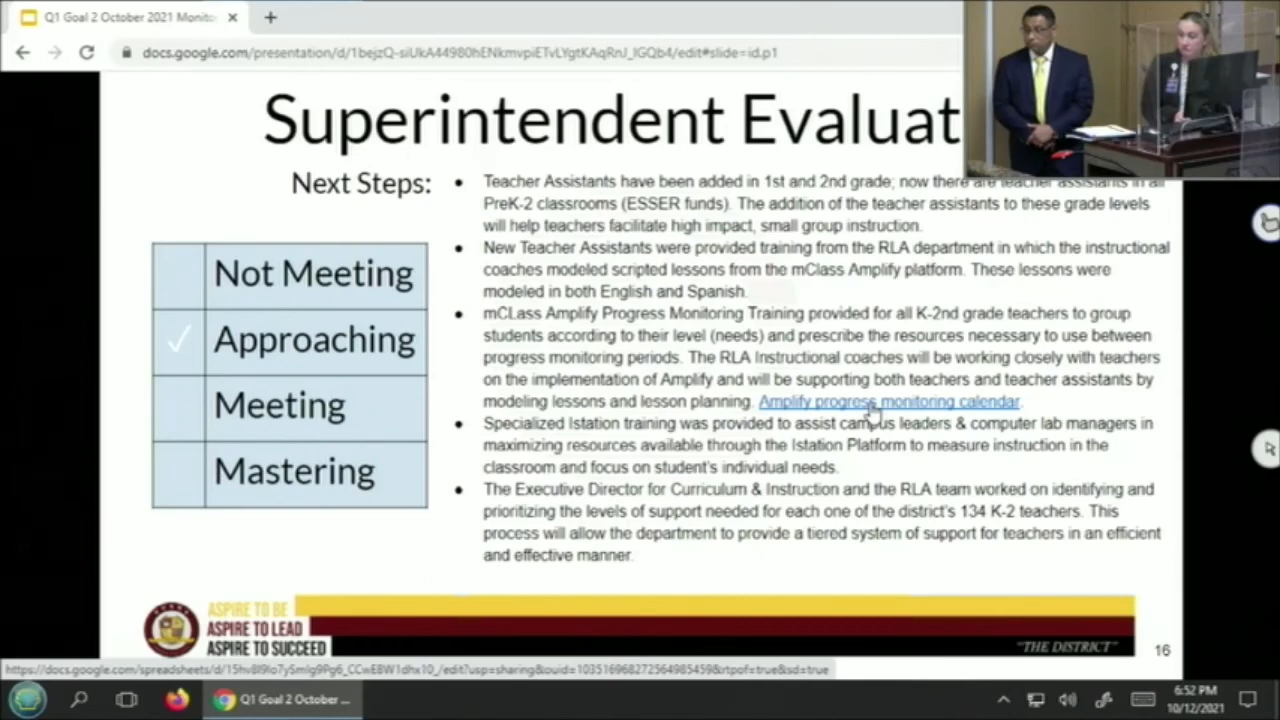 Q1 Goal 2 October 2021 Monito
docs.google.com/presentation/d/1bejzQ-siUkA44980hENkmvpiETvLYgtKAqRnJ_IGQb4/edit#slide=id.p1
Superintendent Evaluat
Next Steps:
Not Meeting
✓ Approaching
Meeting
Mastering
• Teacher Assistants have been added in 1st and 2nd grade; now there are teacher assistants in all
PreK-2 classrooms (ESSER funds). The addition of the teacher assistants to these grade levels
will help teachers facilitate high impact, small group instruction.
• New Teacher Assistants were provided training from the RLA department in which the instructional
coaches modeled scripted lessons from the mClass Amplify platform. These lessons were
modeled in both English and Spanish.
• mCLass Amplify Progress Monitoring Training provided for all K-2nd grade teachers to group
students according to their level (needs) and prescribe the resources necessary to use between
progress monitoring periods. The RLA Instructional coaches will be working closely with teachers
on the implementation of Amplify and will be supporting both teachers and teacher assistants by
modeling lessons and lesson planning. Amplify progress monitoring calendar.
• Specialized Istation training was provided to assist campus leaders & computer lab managers in
maximizing resources available through the Istation Platform to measure instruction in the
classroom and focus on student's individual needs.
• The Executive Director for Curriculum & Instruction and the RLA team worked on identifying and
prioritizing the levels of support needed for each one of the district's 134 K-2 teachers. This
process will allow the department to provide a tiered system of support for teachers in an efficient
and effective manner.
ASPIRE TO BE
ASPIRE TO LEAD
ASPIRE TO SUCCEED
"THE DISTRICT"
16
Q1 Goal 2 October ...
6:52 PM
10/12/2021